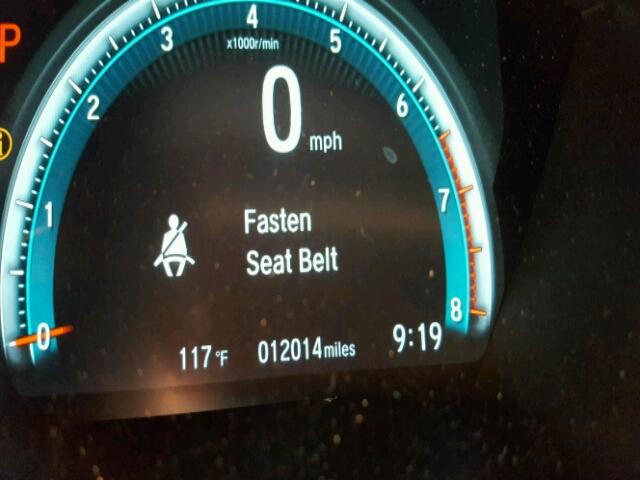 P
i
4
3
5
x1000r/min
2
0 mph
6
1
7
Fasten
Seat Belt
0
8
117°F 012014miles 9:19